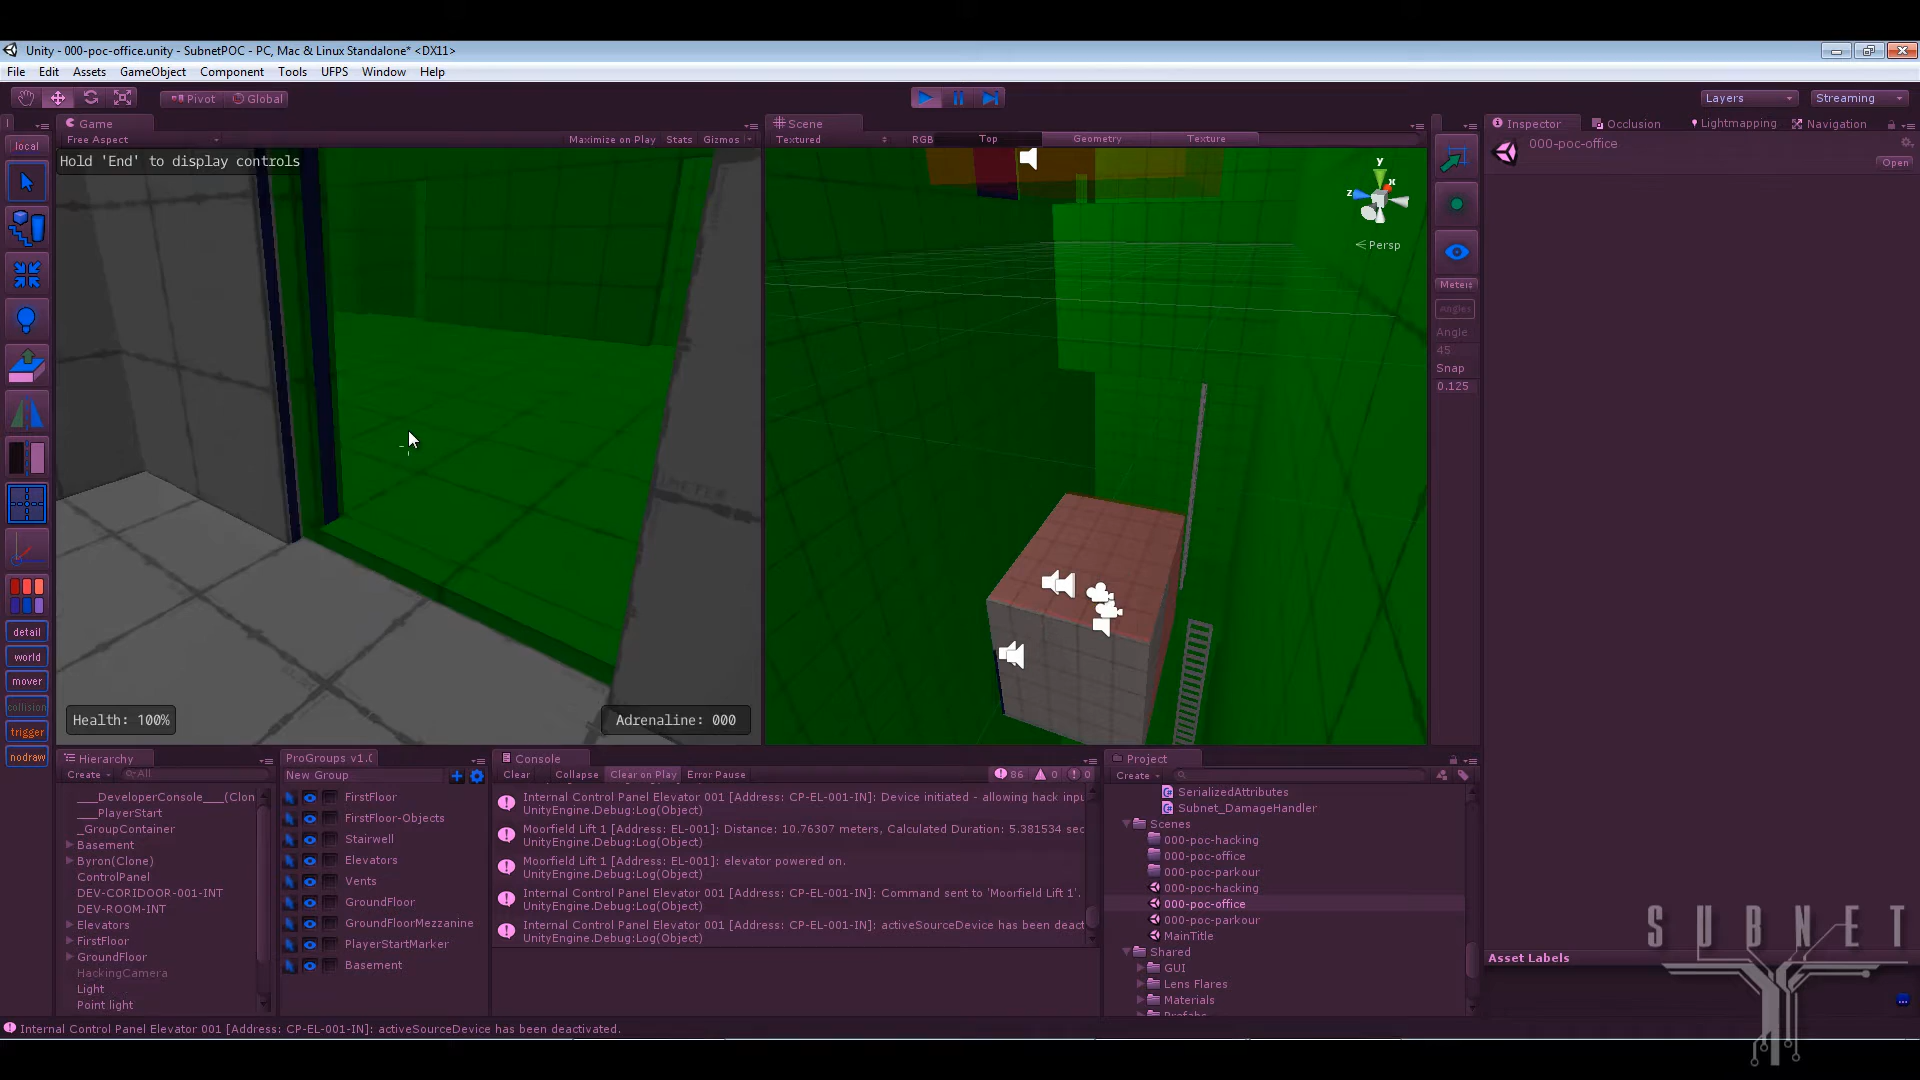 Unity - 000-poc-office.unity - SubnetPOC - PC, Mac & Linux Standalone* <DX11>
File Edit Assets GameObject Component Tools UFPS Window Help
Pivot Global Layers Streaming
Game Scene Inspector Occlusion Lightmapping Navigation
Free Aspect Maximize on Play Stats Gizmos Textured RGB Top Geometry Texture
local
Hold 'End' to display controls
000-poc-office
Open
y
x
z
Persp
Meters
Angles
Angle
45
Snap
0.125
detail
world
mover
collision
trigger
nodraw
Health: 100% Adrenaline: 000
Hierarchy ProGroups v1.0 Console Project
Create All New Group Clear Collapse Clear on Play Error Pause 86 0 0 Create
___DeveloperConsole___(Clon
___PlayerStart
_GroupContainer
Basement
Byron(Clone)
ControlPanel
DEV-CORIDOOR-001-INT
DEV-ROOM-INT
Elevators
FirstFloor
GroundFloor
HackingCamera
Light
Point light
FirstFloor
FirstFloor-Objects
Stairwell
Elevators
Vents
GroundFloor
GroundFloorMezzanine
PlayerStartMarker
Basement
Internal Control Panel Elevator 001 [Address: CP-EL-001-IN]: Device initiated - allowing hack inpu
UnityEngine.Debug:Log(Object)
Moorfield Lift 1 [Address: EL-001]: Distance: 10.76307 meters, Calculated Duration: 5.381534 sec
UnityEngine.Debug:Log(Object)
Moorfield Lift 1 [Address: EL-001]: elevator powered on.
UnityEngine.Debug:Log(Object)
Internal Control Panel Elevator 001 [Address: CP-EL-001-IN]: Command sent to 'Moorfield Lift 1'.
UnityEngine.Debug:Log(Object)
Internal Control Panel Elevator 001 [Address: CP-EL-001-IN]: activeSourceDevice has been deact
UnityEngine.Debug:Log(Object)
SerializedAttributes
Subnet_DamageHandler
Scenes
000-poc-hacking
000-poc-office
000-poc-parkour
000-poc-hacking
000-poc-office
000-poc-parkour
MainTitle
Shared
GUI
Lens Flares
Materials
Prefabs
SUBNET
Asset Labels
Internal Control Panel Elevator 001 [Address: CP-EL-001-IN]: activeSourceDevice has been deactivated.